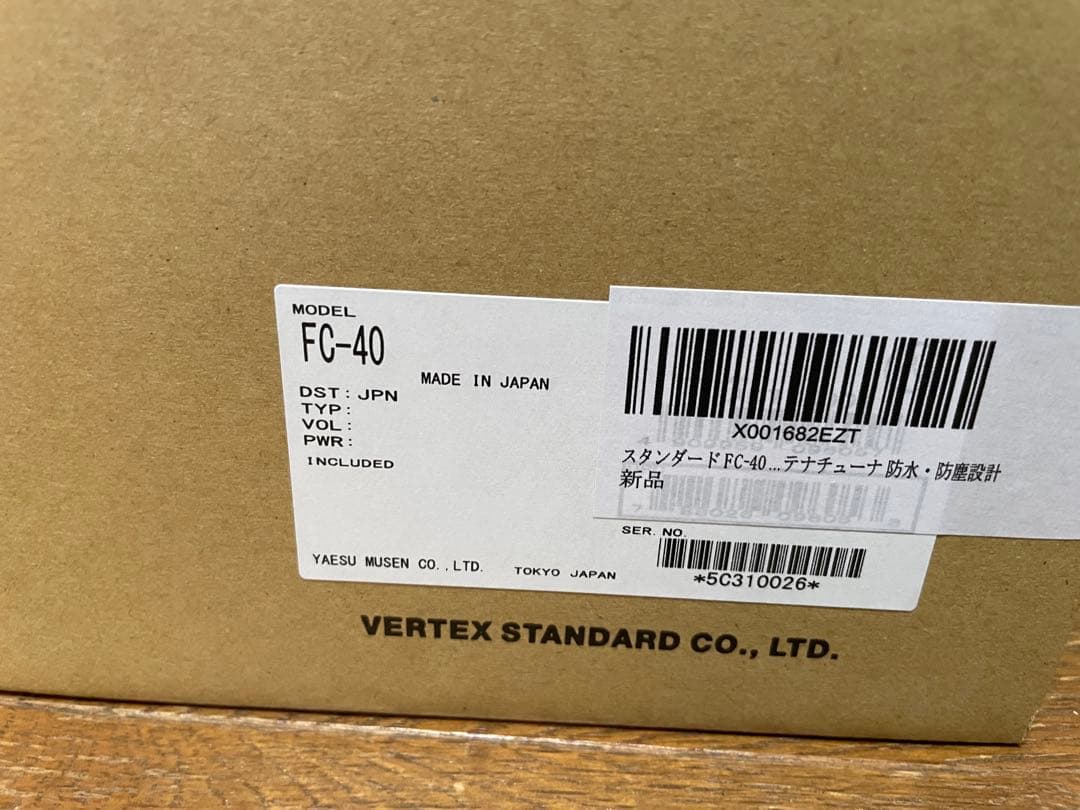 MODEL
FC-40
MADE IN JAPAN
DST: JPN
TYP:
VOL:
PWR:
INCLUDED
X001682EZT
スタンダード FC-40...テナチューナ 防水・防塵設計
新品
SER. NO.
*5C310026*
YAESU MUSEN CO.,LTD. TOKYO JAPAN
VERTEX STANDARD CO., LTD.